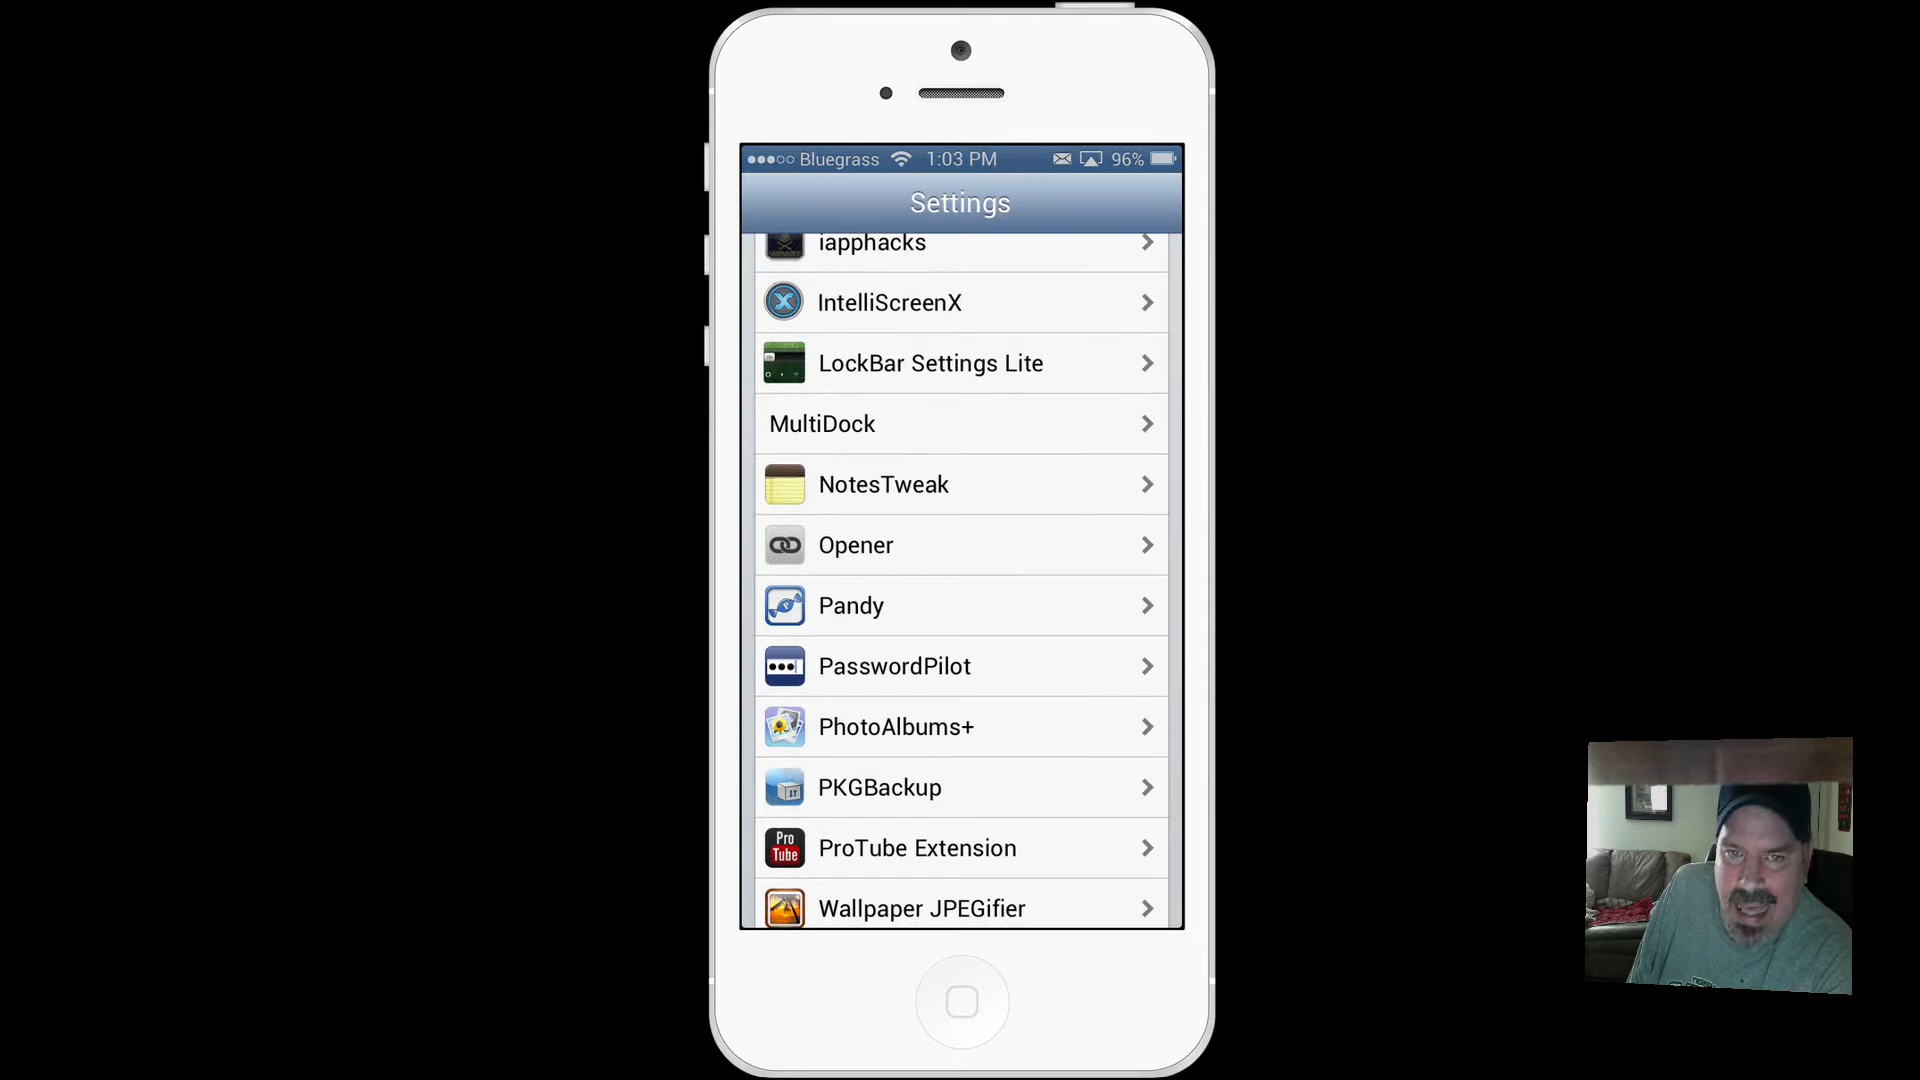 Bluegrass 1:03 PM 96%
Settings
iapphacks
IntelliScreenX
LockBar Settings Lite
MultiDock
NotesTweak
Opener
Pandy
PasswordPilot
PhotoAlbums+
PKGBackup
Pro
Tube
ProTube Extension
Wallpaper JPEGifier